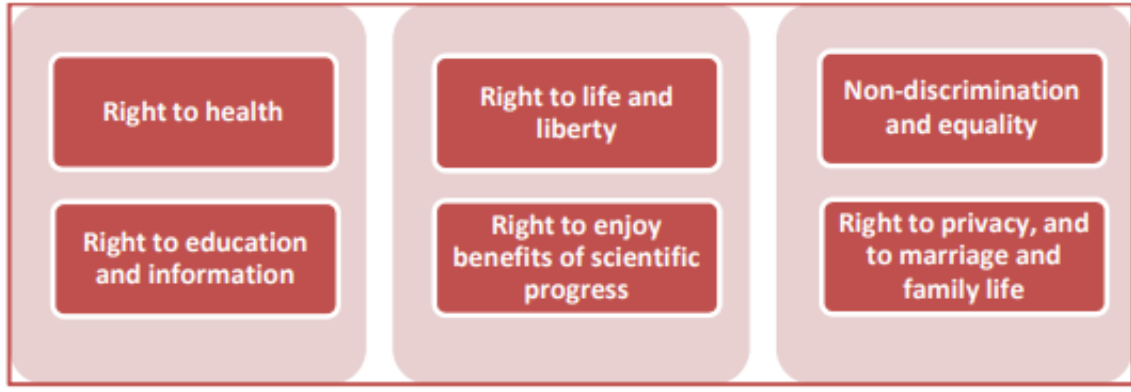 Right to health
Right to education
and information
Right to life and
liberty
Right to enjoy
benefits of scientific
progress
Non-discrimination
and equality
Right to privacy, and
to marriage and
family life